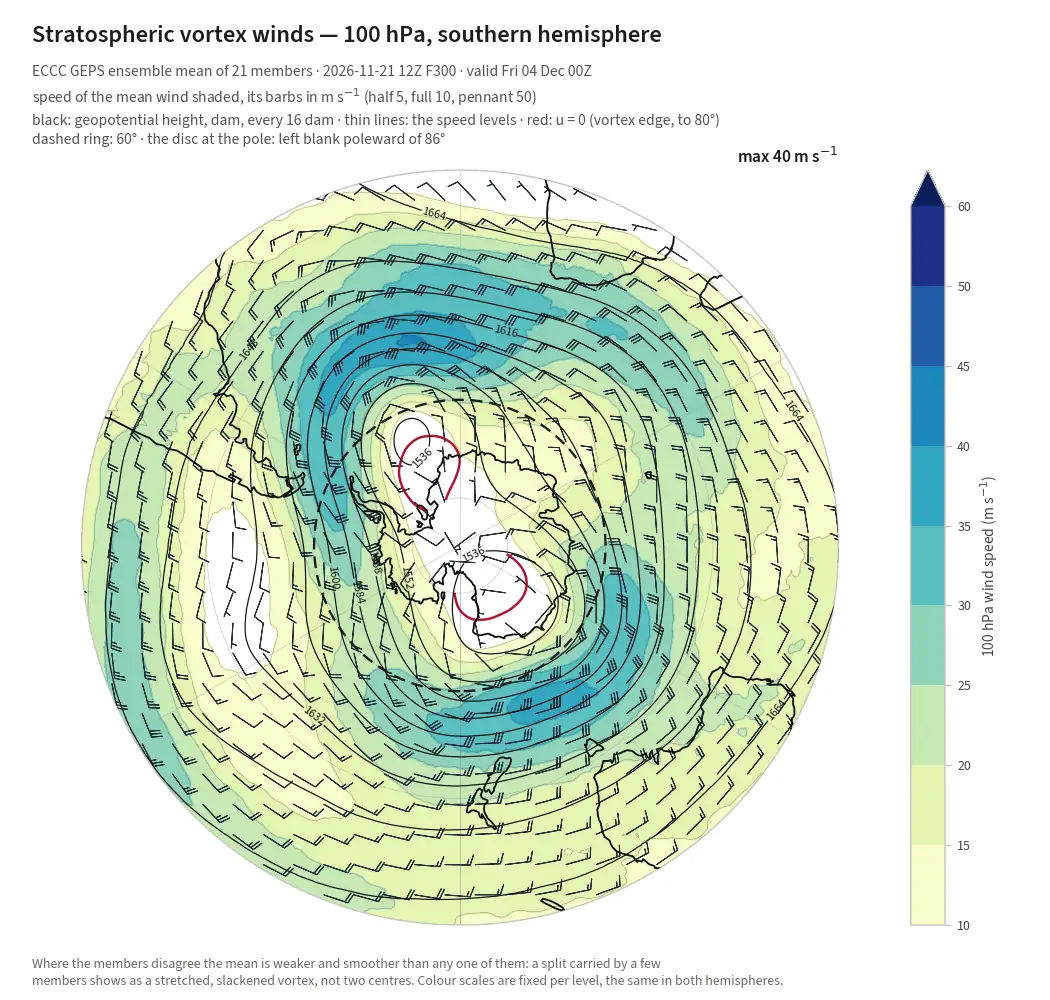 Stratospheric vortex winds — 100 hPa, southern hemisphere
ECCC GEPS ensemble mean of 21 members · 2026-11-21 12Z F300 · valid Fri 04 Dec 00Z
speed of the mean wind shaded, its barbs in m s⁻¹ (half 5, full 10, pennant 50)
black: geopotential height, dam, every 16 dam · thin lines: the speed levels · red: u = 0 (vortex edge, to 80°)
dashed ring: 60° · the disc at the pole: left blank poleward of 86°
max 40 m s⁻¹
1664
1616
1664
1536
1536
1600
1584
1552
1632
1664
60
50
45
40
35
30
25
20
15
10
100 hPa wind speed (m s⁻¹)
Where the members disagree the mean is weaker and smoother than any one of them: a split carried by a few
members shows as a stretched, slackened vortex, not two centres. Colour scales are fixed per level, the same in both hemispheres.